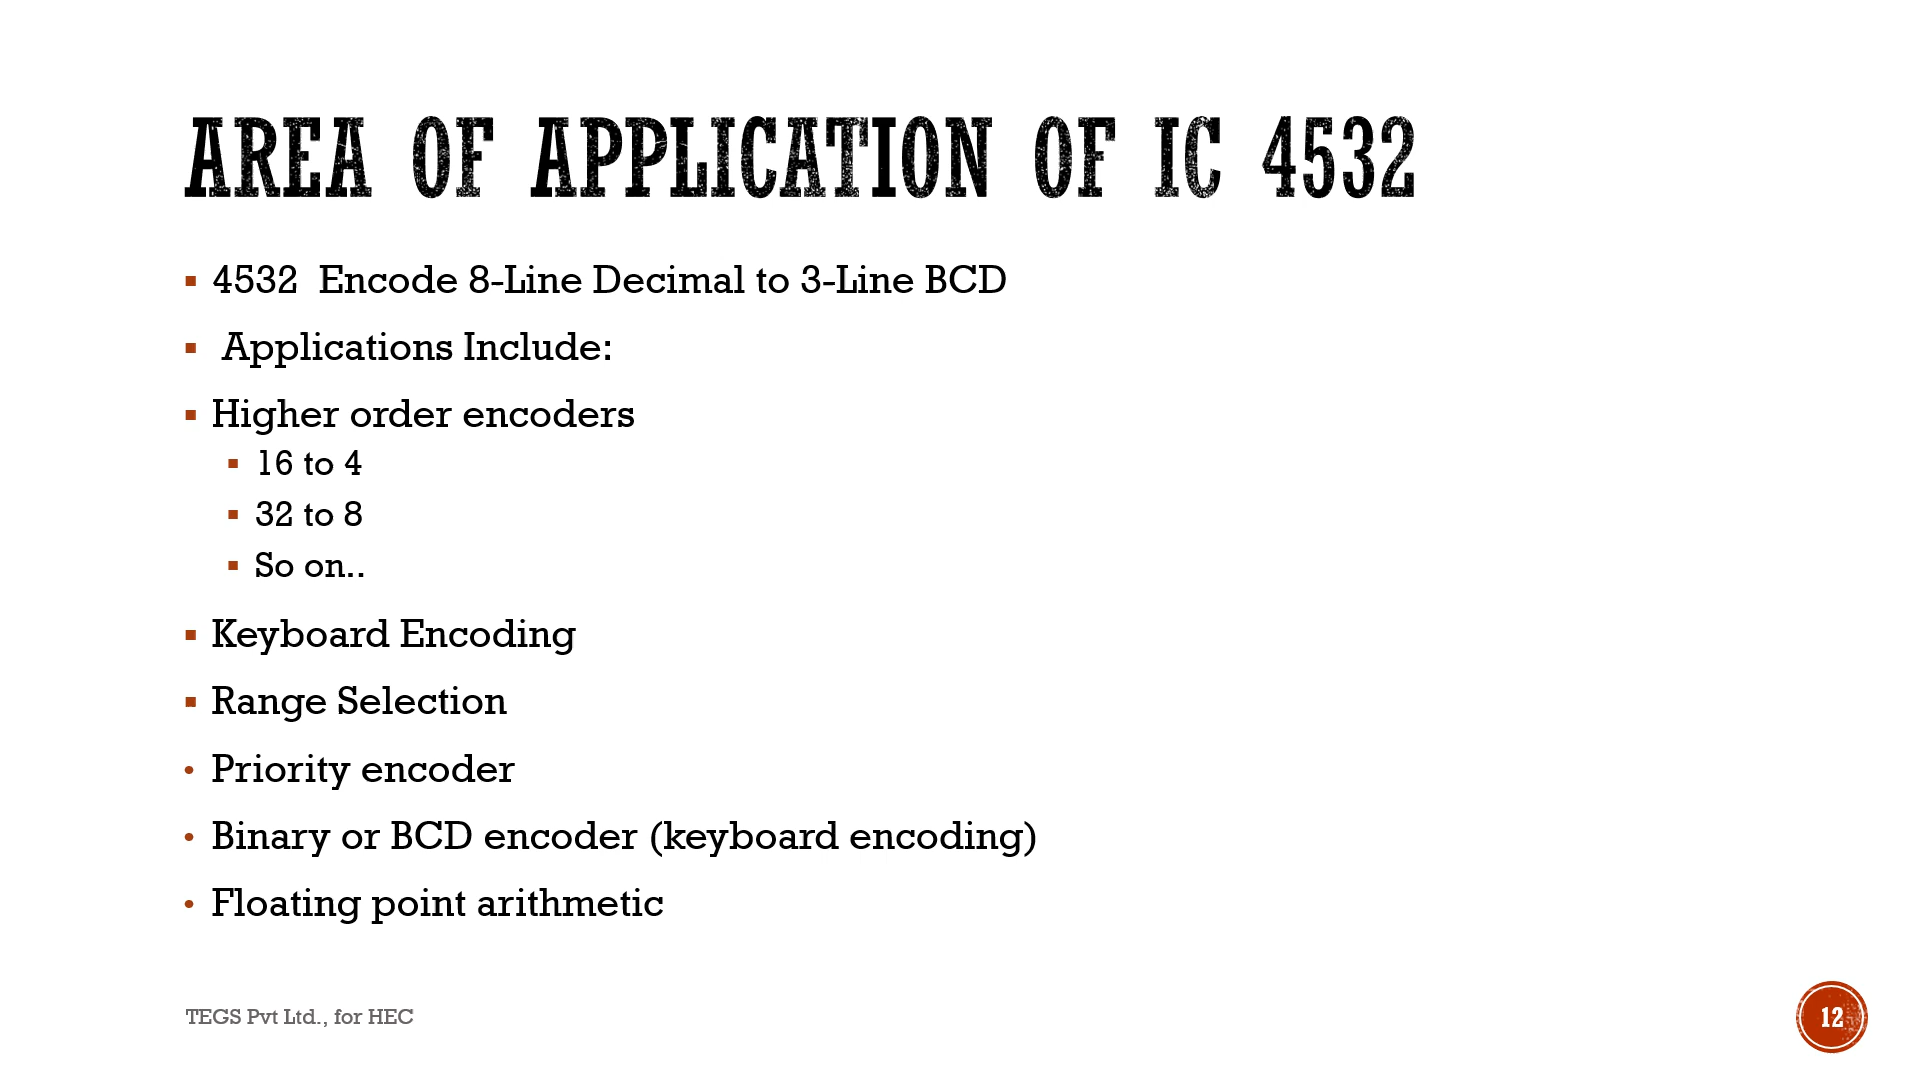 AREA OF APPLICATION OF IC 4532
4532  Encode 8-Line Decimal to 3-Line BCD
Applications Include:
Higher order encoders
16 to 4
32 to 8
So on..
Keyboard Encoding
Range Selection
Priority encoder
Binary or BCD encoder (keyboard encoding)
Floating point arithmetic
TEGS Pvt Ltd., for HEC
12